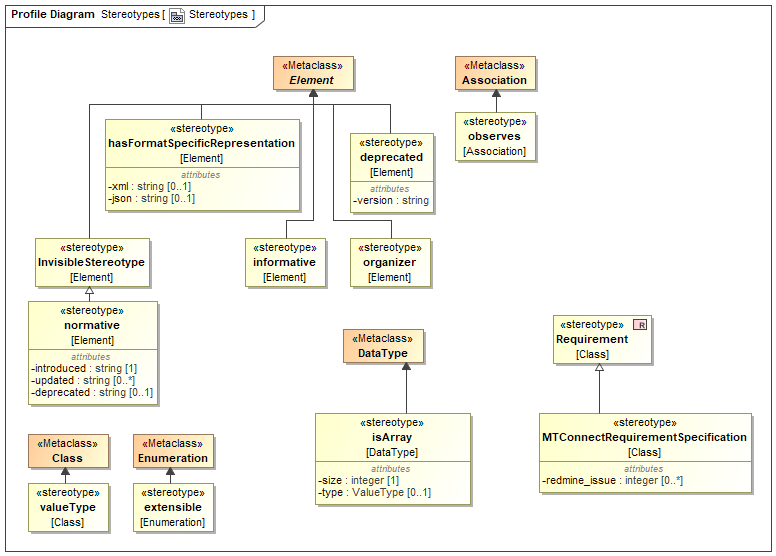 Profile Diagram Stereotypes [ Stereotypes ]
«Metaclass»
Element
«Metaclass»
Association
«stereotype»
hasFormatSpecificRepresentation
[Element]
attributes
-xml : string [0..1]
-json : string [0..1]
«stereotype»
deprecated
[Element]
attributes
-version : string
«stereotype»
observes
[Association]
«stereotype»
InvisibleStereotype
[Element]
«stereotype»
informative
[Element]
«stereotype»
organizer
[Element]
«stereotype»
normative
[Element]
attributes
-introduced : string [1]
-updated : string [0..*]
-deprecated : string [0..1]
«Metaclass»
DataType
«stereotype»
R
Requirement
[Class]
«stereotype»
isArray
[DataType]
attributes
-size : integer [1]
-type : ValueType [0..1]
«stereotype»
MTConnectRequirementSpecification
[Class]
attributes
-redmine_issue : integer [0..*]
«Metaclass»
Class
«Metaclass»
Enumeration
«stereotype»
valueType
[Class]
«stereotype»
extensible
[Enumeration]